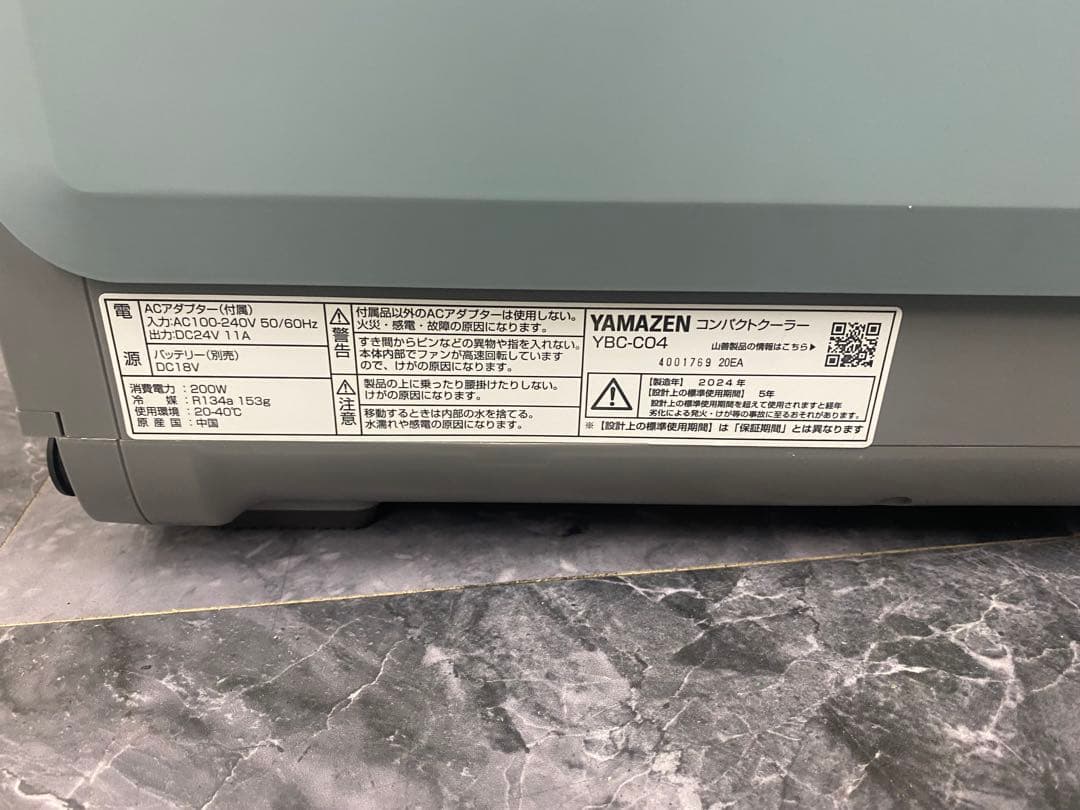 電源
ACアダプター(付属)
入力:AC100-240V 50/60Hz
出力:DC24V 11A
バッテリー(別売)
DC18V
消費電力:200W
冷 媒:R134a 153g
使用環境:20-40℃
原産国:中国
警告
付属品以外のACアダプターは使用しない。
火災・感電・故障の原因になります。
すき間からピンなどの異物や指を入れない。
本体内部でファンが高速回転しています
ので、けがの原因になります。
注意
製品の上に乗ったり腰掛けたりしない。
移動するときは内部の水を捨てる。
水濡れや感電の原因になります。
YAMAZEN コンパクトクーラー
YBC-C04
山善製品の情報はこちら▶
4001769 20EA
【製造年】 2024年
【設計上の標準使用期間】 5年
設計上の標準使用期間を超えて使用されますと経年
劣化による発火・けが等の事故に至るおそれがあります。
※【設計上の標準使用期間】は「保証期間」とは異なります